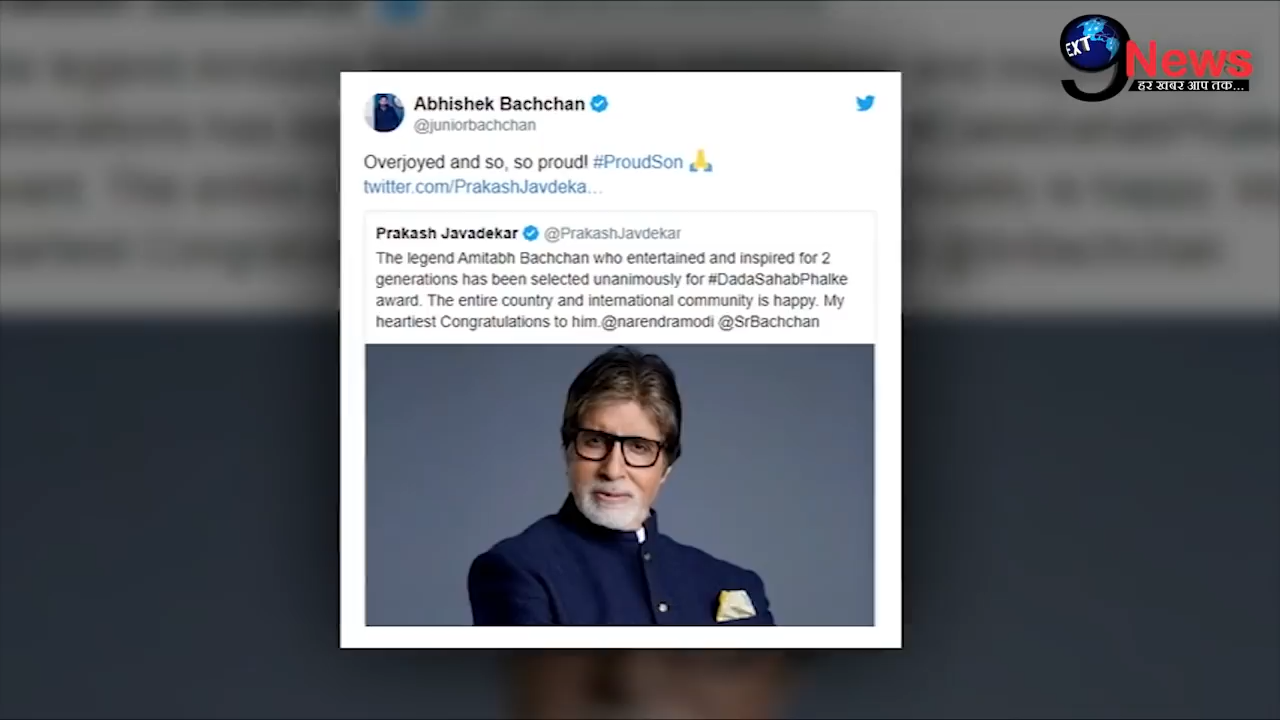 EXT
9 News
हर खबर आप तक...
Abhishek Bachchan
@juniorbachchan
Overjoyed and so, so proud! #ProudSon 🙏
twitter.com/PrakashJavdeka...
Prakash Javadekar @PrakashJavdekar
The legend Amitabh Bachchan who entertained and inspired for 2
generations has been selected unanimously for #DadaSahabPhalke
award. The entire country and international community is happy. My
heartiest Congratulations to him.@narendramodi @SrBachchan